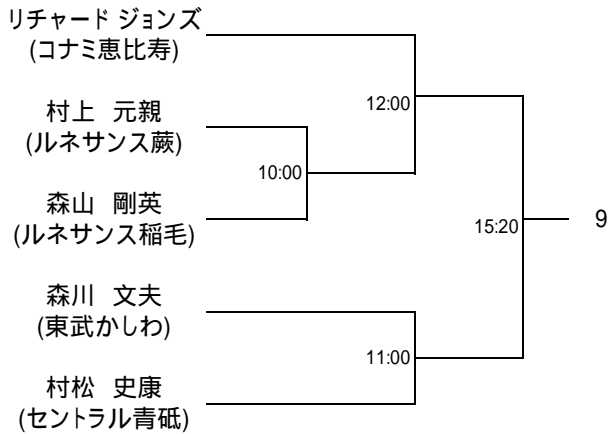 リチャード ジョンズ
(コナミ恵比寿)
12:00
村上 元親
(ルネサンス蕨)
10:00
森山 剛英
(ルネサンス稲毛)
15:20
9
森川 文夫
(東武かしわ)
11:00
村松 史康
(セントラル青砥)